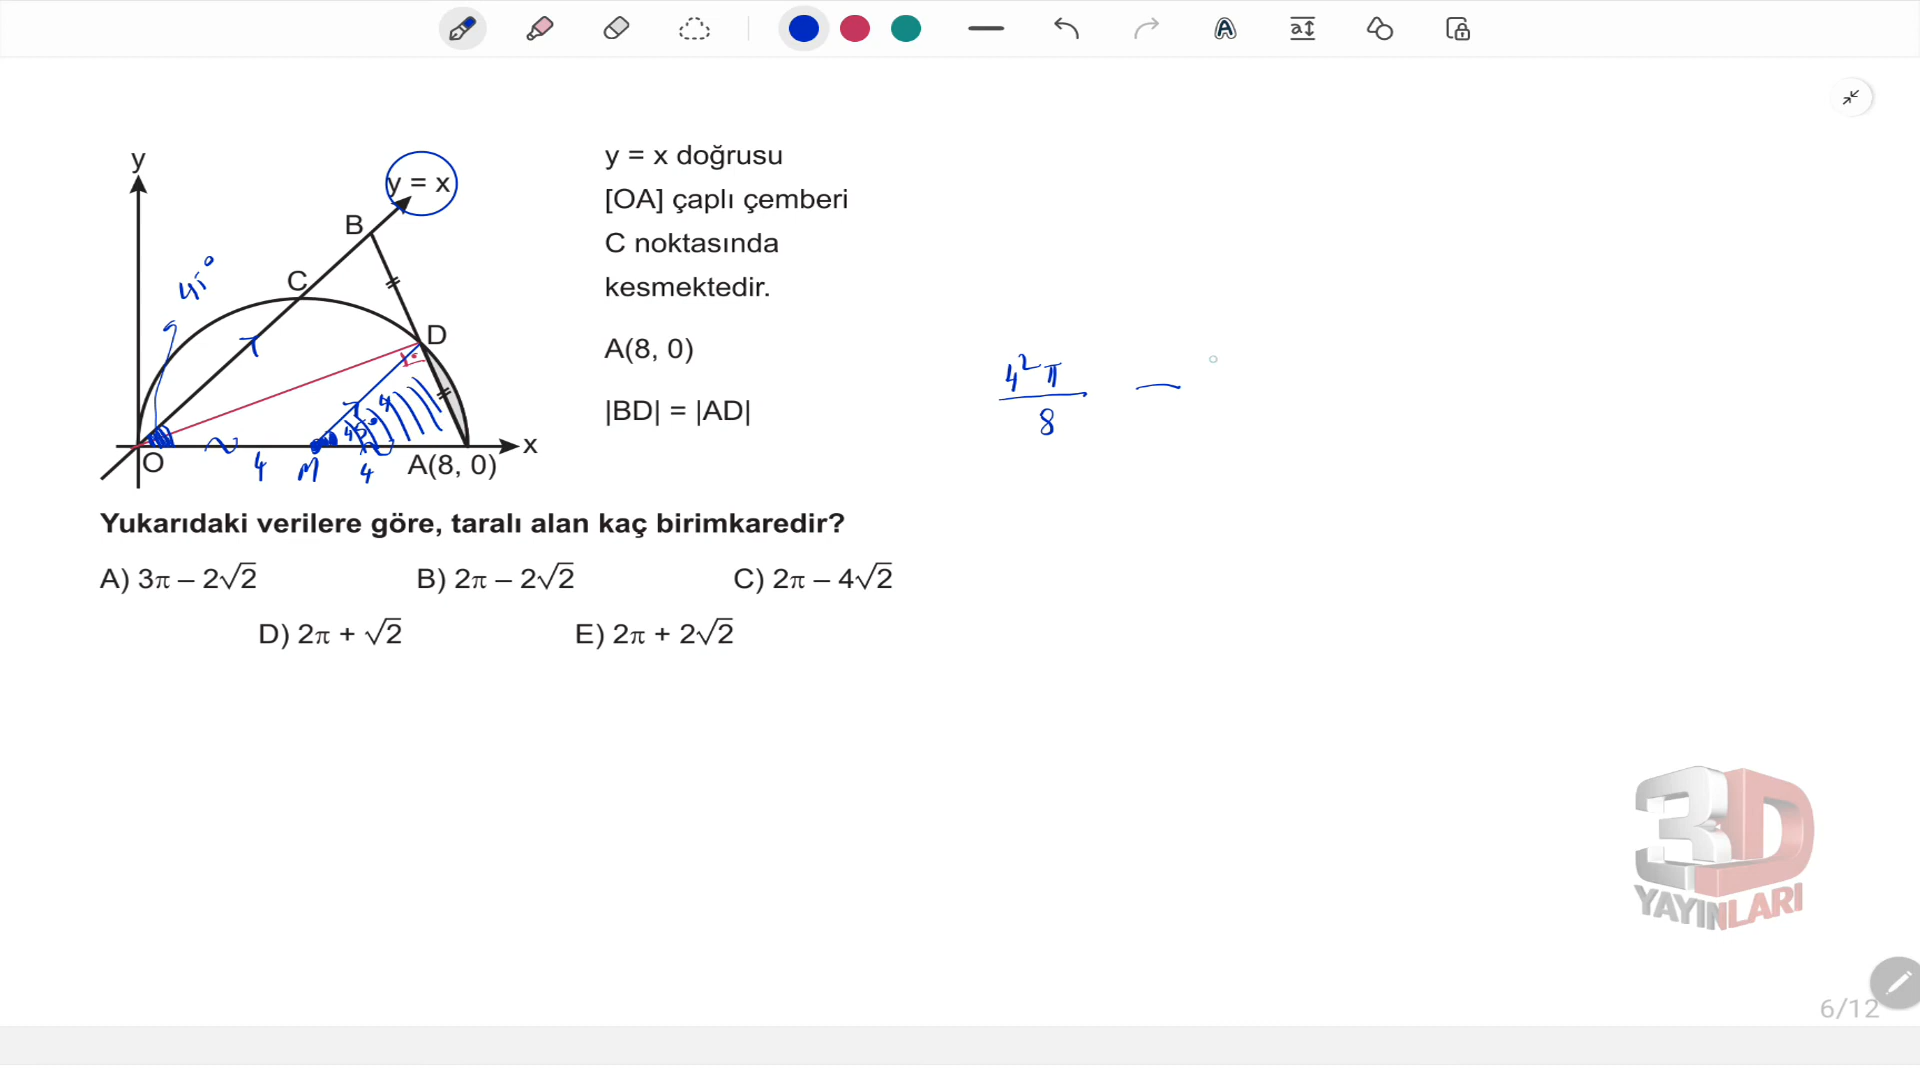 y
y = x
B
45°
C
D
4
45°
O
4
M
4
A(8, 0)
x
y = x doğrusu
[OA] çaplı çemberi
C noktasında
kesmektedir.
A(8, 0)
|BD| = |AD|
4²π
8
—
Yukarıdaki verilere göre, taralı alan kaç birimkaredir?
A) 3π – 2√2 B) 2π – 2√2 C) 2π – 4√2
D) 2π + √2 E) 2π + 2√2
3D
YAYINLARI
6/12